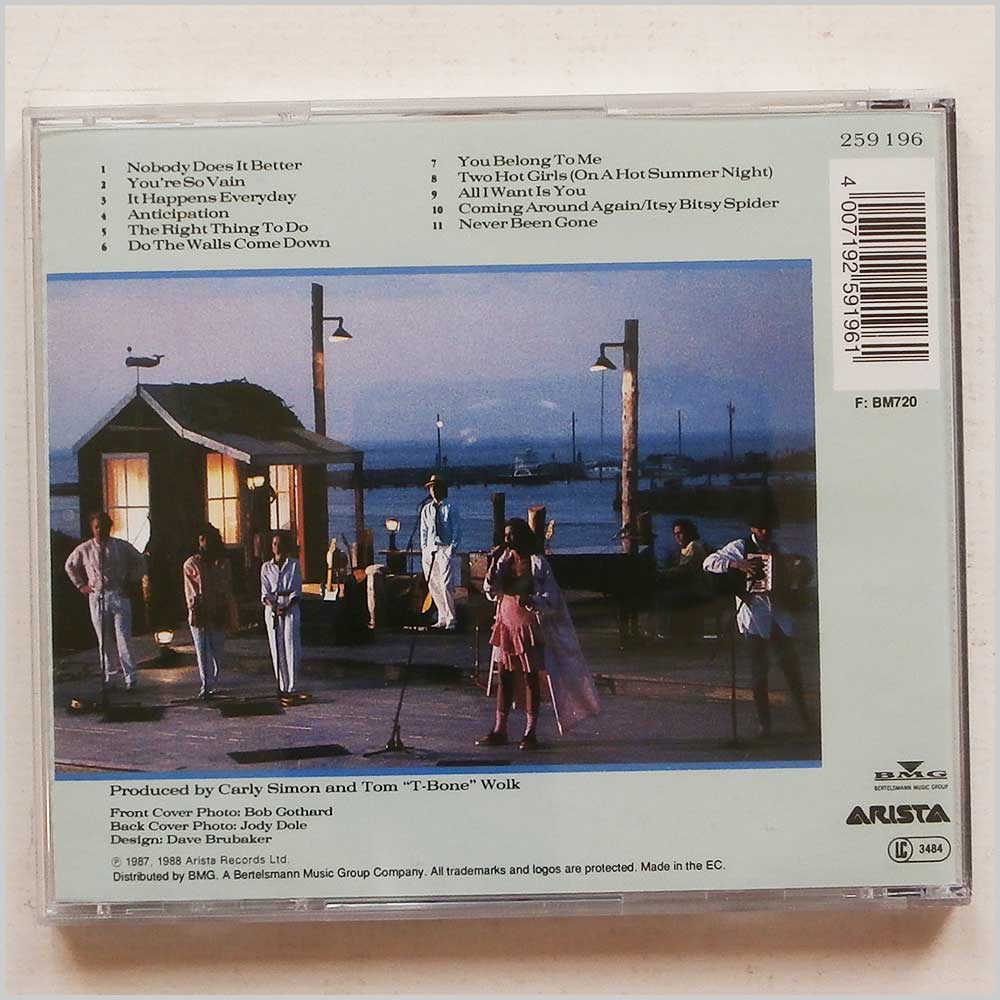 1 Nobody Does It Better
2 You're So Vain
3 It Happens Everyday
4 Anticipation
5 The Right Thing To Do
6 Do The Walls Come Down
7 You Belong To Me
8 Two Hot Girls (On A Hot Summer Night)
9 All I Want Is You
10 Coming Around Again/Itsy Bitsy Spider
11 Never Been Gone
259 196
4 007192 591961
F: BM720
Produced by Carly Simon and Tom “T-Bone” Wolk
Front Cover Photo: Bob Gothard
Back Cover Photo: Jody Dole
Design: Dave Brubaker
℗ 1987, 1988 Arista Records Ltd.
Distributed by BMG. A Bertelsmann Music Group Company. All trademarks and logos are protected. Made in the EC.
BMG
BERTELSMANN MUSIC GROUP
ARISTA
LC 3484